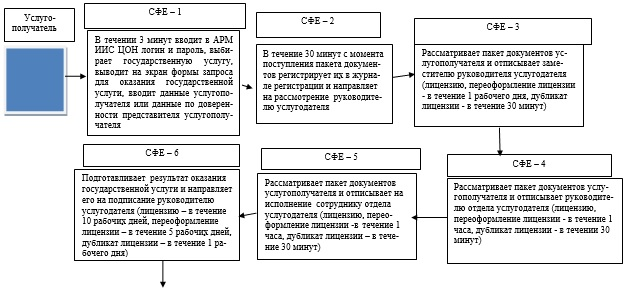 Услуго-
получатель
СФЕ – 1
В течении 3 минут вводит в АРМ
ИИС ЦОН логин и пароль, выби-
рает государственную услугу,
выводит на экран формы запроса
для оказания государственной
услуги, вводит данные услугопо-
лучателя или данные по доверен-
ности представителя услугополу-
чателя
СФЕ – 2
В течение 30 минут с момента
поступления пакета докумен-
тов регистрирует их в журна-
ле регистрации и направляет
на рассмотрение руководите-
лю услугодателя
СФЕ – 3
Рассматривает пакет документов ус-
лугополучателя и отписывает заме-
стителю руководителя услугодателя
(лицензию, переоформление лицензии
- в течение 1 рабочего дня, дубликат
лицензии - в течение 30 минут)
СФЕ – 6
Подготавливает результат оказания
государственной услуги и направляет
его на подписание руководителю
услугодателя (лицензию – в течение
10 рабочих дней, переоформление
лицензии – в течение 5 рабочих дней,
дубликат лицензии – в течение 1 ра-
бочего дня)
СФЕ – 5
Рассматривает пакет документов
услугополучателя и отписывает на
исполнение сотруднику отдела
услугодателя (лицензию, перео-
формление лицензии -в течение 1
часа, дубликат лицензии – в тече-
ние 30 минут)
СФЕ – 4
Рассматривает пакет документов услу-
гополучателя и отписывает руководите-
лю отдела услугодателя (лицензию,
переоформление лицензии - в течение 1
часа, дубликат лицензии - в течении 30
минут)